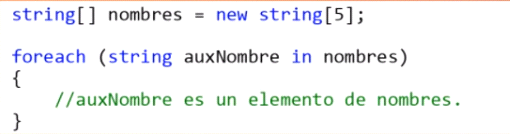 string[] nombres = new string[5];
foreach (string auxNombre in nombres)
{
//auxNombre es un elemento de nombres.
}